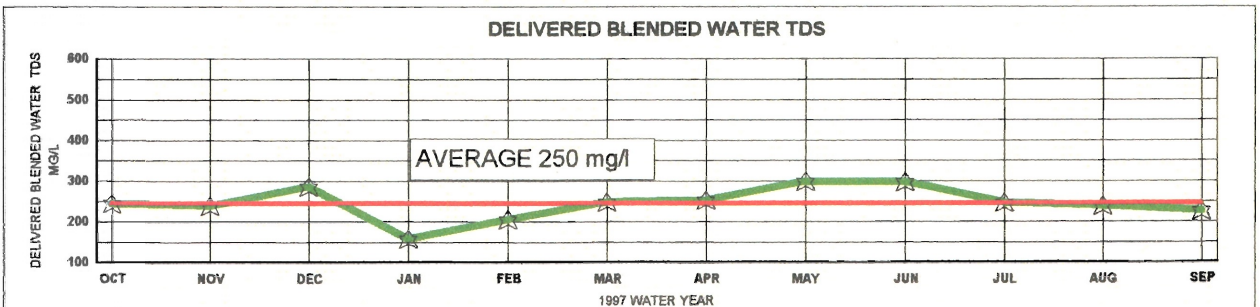 DELIVERED BLENDED WATER TDS
DELIVERED BLENDED WATER TDS
MG/L
600
500
400
300
200
100
AVERAGE 250 mg/l
OCT NOV DEC JAN FEB MAR APR MAY JUN JUL AUG SEP
1997 WATER YEAR